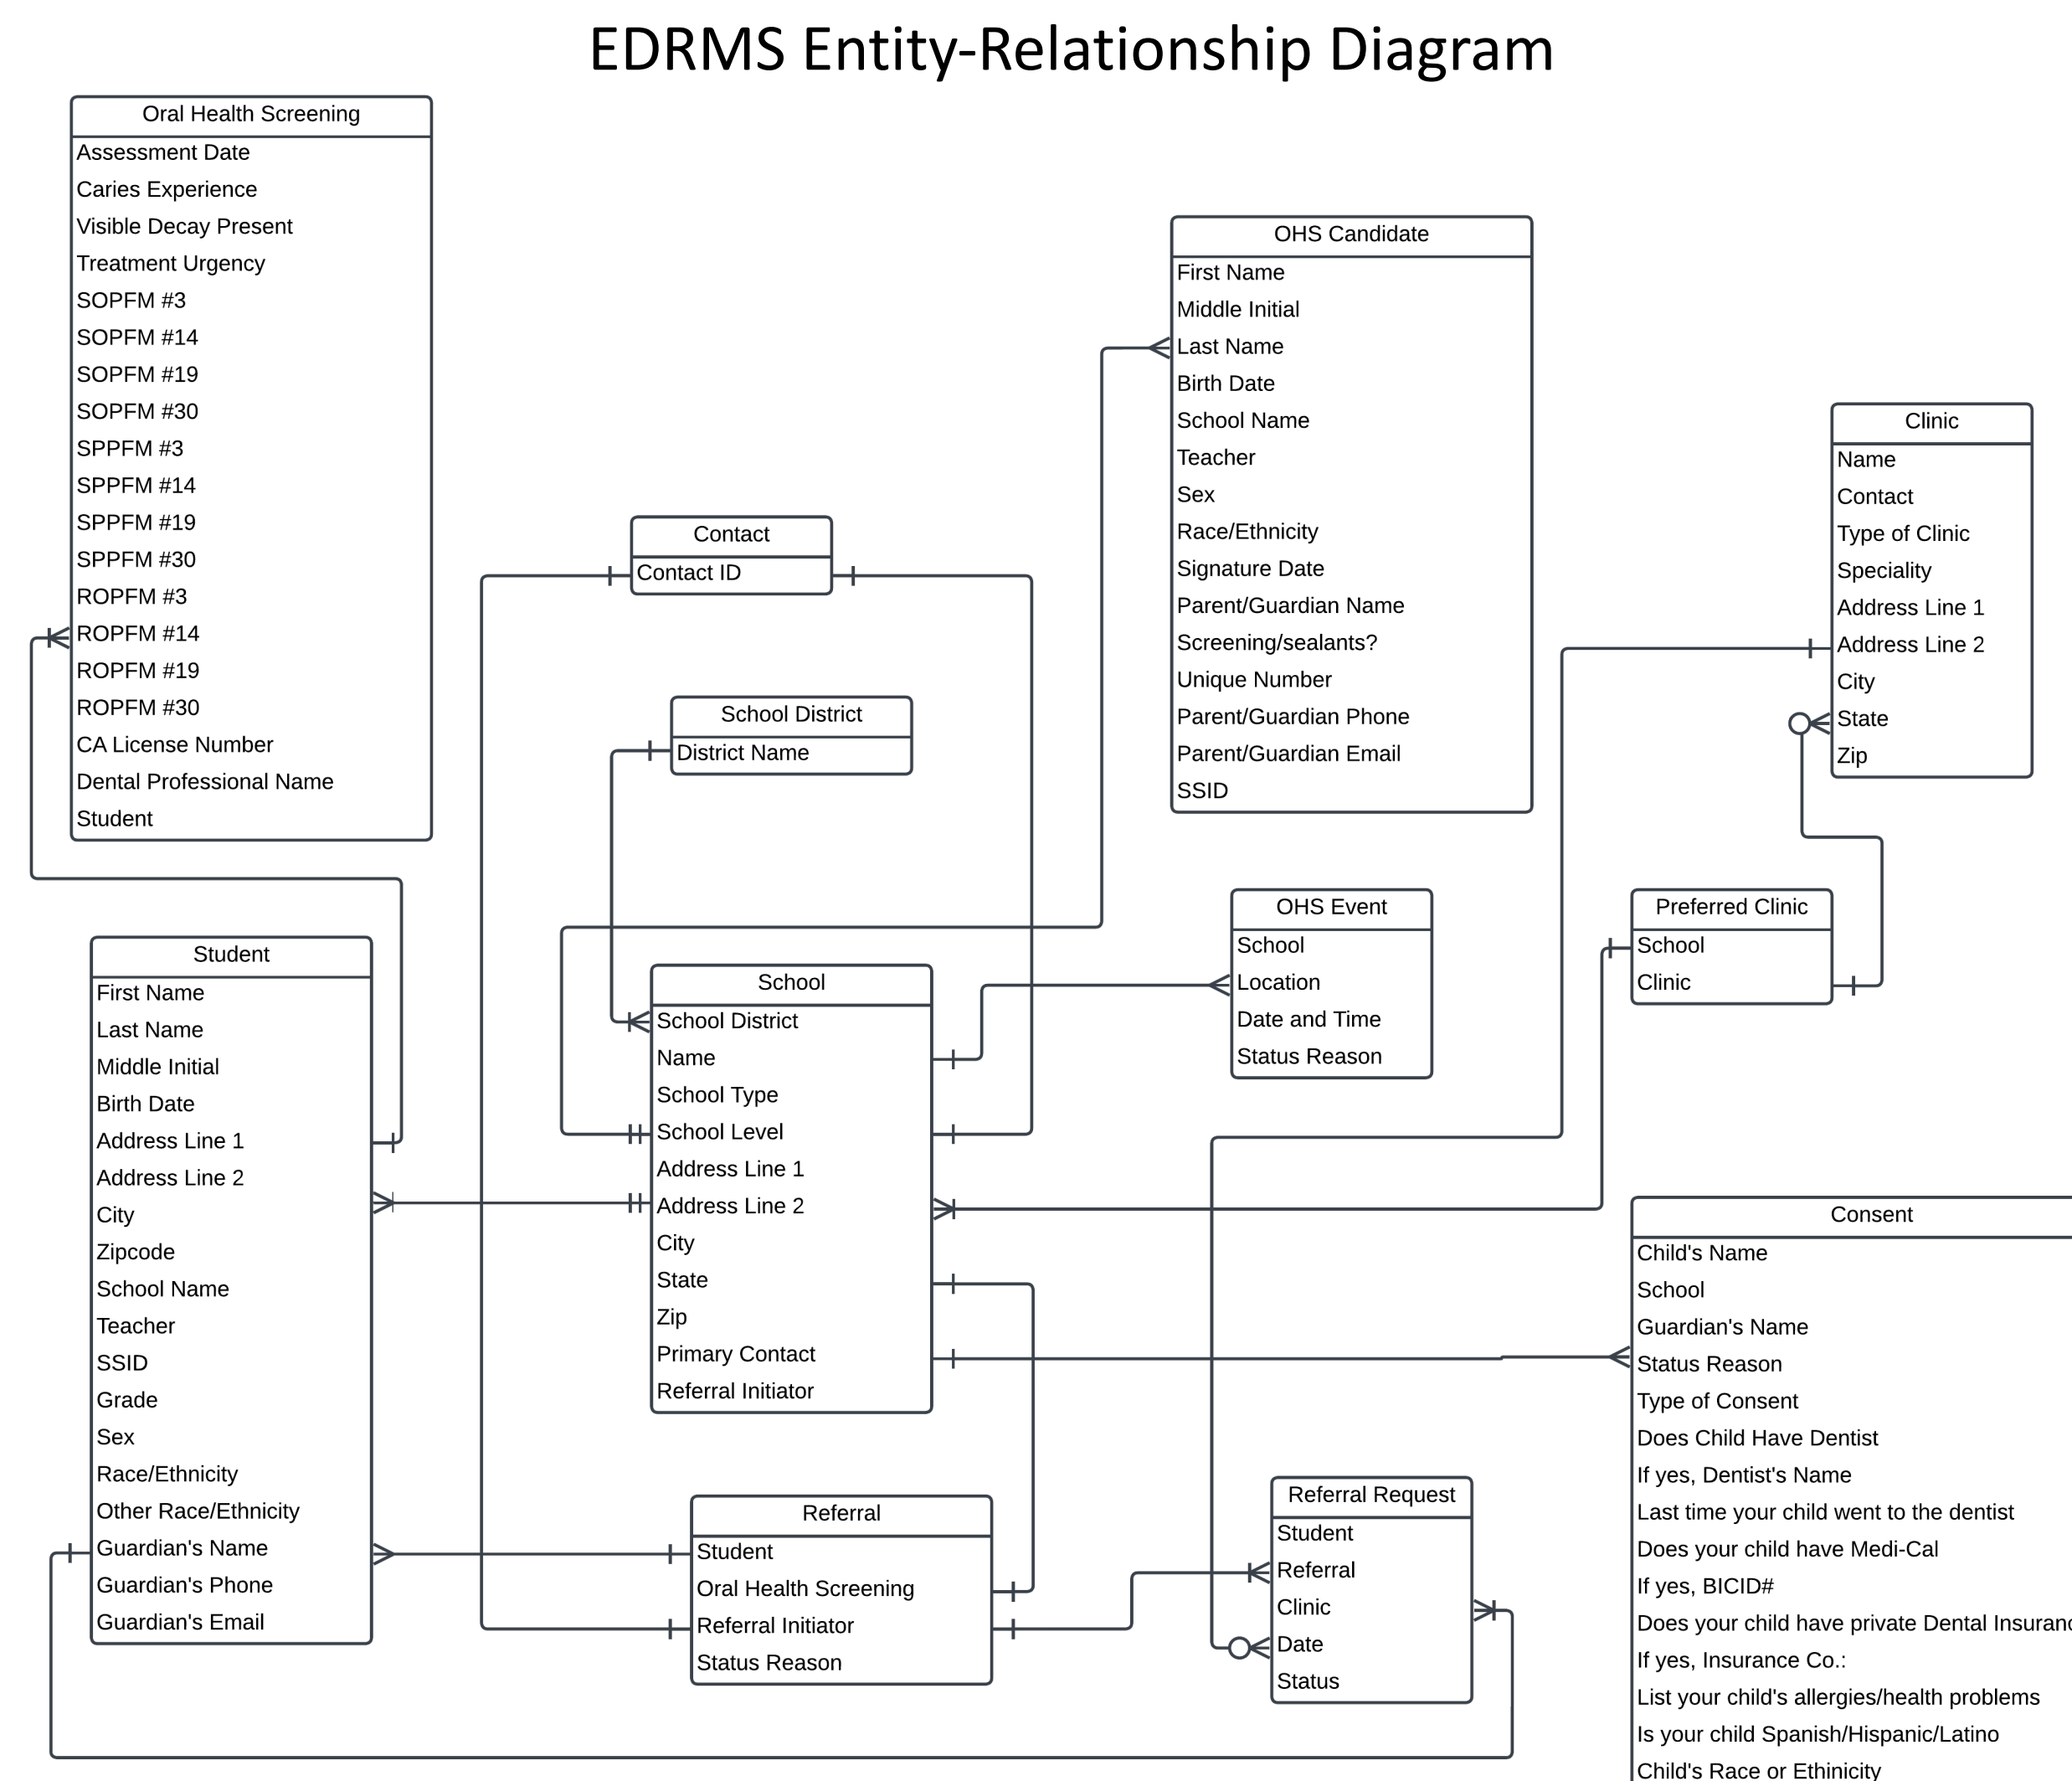 EDRMS Entity-Relationship Diagram
Oral Health Screening
Assessment Date
Caries Experience
Visible Decay Present
Treatment Urgency
SOPFM #3
SOPFM #14
SOPFM #19
SOPFM #30
SPPFM #3
SPPFM #14
SPPFM #19
SPPFM #30
ROPFM #3
ROPFM #14
ROPFM #19
ROPFM #30
CA License Number
Dental Professional Name
Student
OHS Candidate
First Name
Middle Initial
Last Name
Birth Date
School Name
Teacher
Sex
Race/Ethnicity
Signature Date
Parent/Guardian Name
Screening/sealants?
Unique Number
Parent/Guardian Phone
Parent/Guardian Email
SSID
Clinic
Name
Contact
Type of Clinic
Speciality
Address Line 1
Address Line 2
City
State
Zip
Contact
Contact ID
School District
District Name
OHS Event
School
Location
Date and Time
Status Reason
Preferred Clinic
School
Clinic
Student
First Name
Last Name
Middle Initial
Birth Date
Address Line 1
Address Line 2
City
Zipcode
School Name
Teacher
SSID
Grade
Sex
Race/Ethnicity
Other Race/Ethnicity
Guardian's Name
Guardian's Phone
Guardian's Email
School
School District
Name
School Type
School Level
Address Line 1
Address Line 2
City
State
Zip
Primary Contact
Referral Initiator
Consent
Child's Name
School
Guardian's Name
Status Reason
Type of Consent
Does Child Have Dentist
If yes, Dentist's Name
Last time your child went to the dentist
Does your child have Medi-Cal
If yes, BICID#
Does your child have private Dental
If yes, Insurance Co.:
List your child's allergies/health problems
Is your child Spanish/Hispanic/Latino
Child's Race or Ethinicity
Referral
Student
Oral Health Screening
Referral Initiator
Status Reason
Referral Request
Student
Referral
Clinic
Date
Status